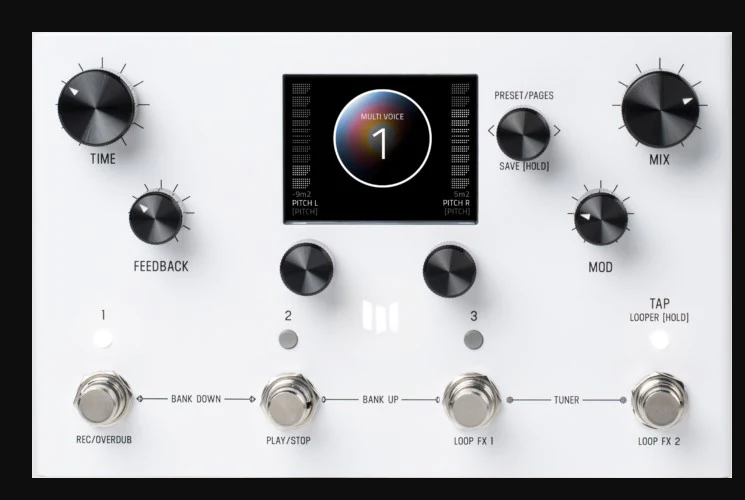 PRESET/PAGES
MULTI VOICE
1
TIME
MIX
SAVE [HOLD]
-9m2
5m2
PITCH L
PITCH R
[PITCH]
[PITCH]
FEEDBACK
MOD
1
2
3
TAP
LOOPER [HOLD]
BANK DOWN
BANK UP
TUNER
REC/OVERDUB
PLAY/STOP
LOOP FX 1
LOOP FX 2